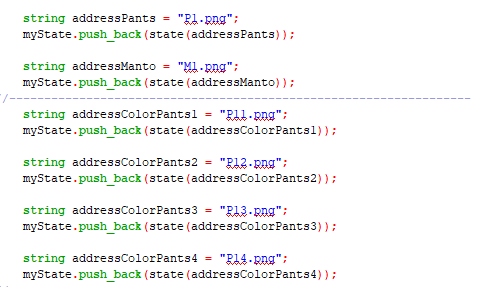 string addressPants = "P1.png";
myState.push_back(state(addressPants));
string addressManto = "M1.png";
myState.push_back(state(addressManto));
//----------------------------------------------------------------
string addressColorPants1 = "P11.png";
myState.push_back(state(addressColorPants1));
string addressColorPants2 = "P12.png";
myState.push_back(state(addressColorPants2));
string addressColorPants3 = "P13.png";
myState.push_back(state(addressColorPants3));
string addressColorPants4 = "P14.png";
myState.push_back(state(addressColorPants4));